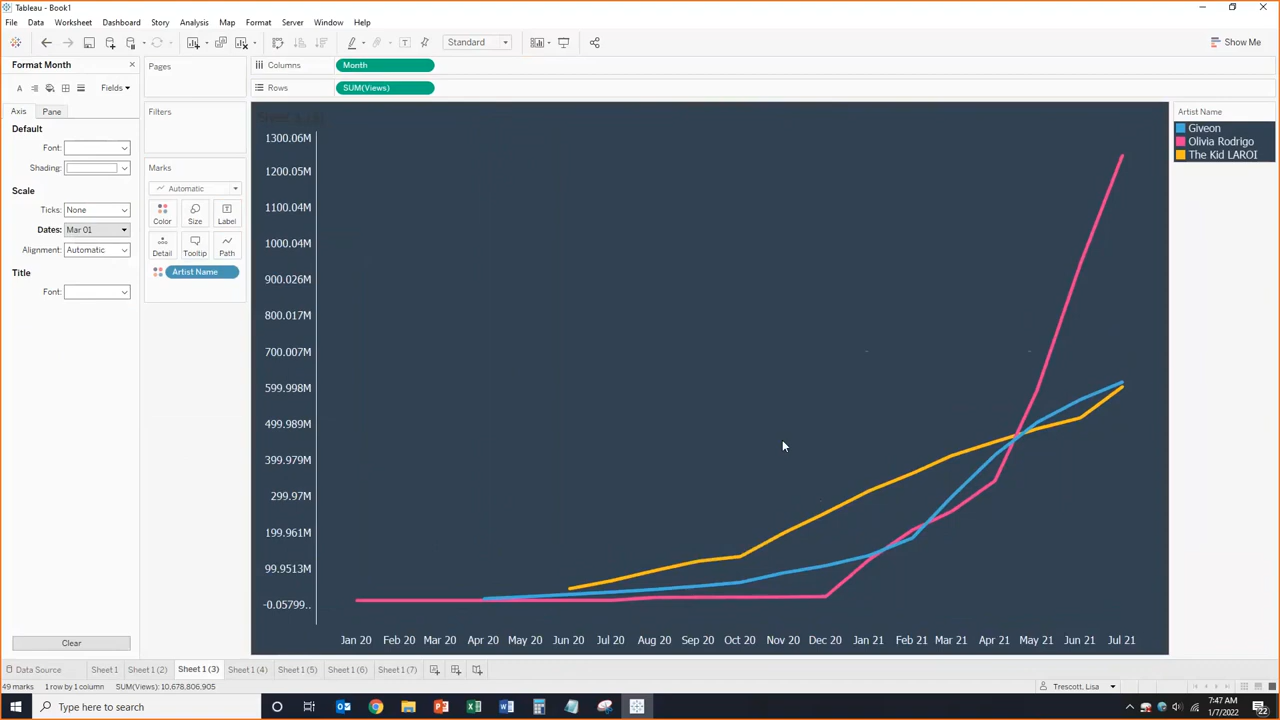 Tableau - Book1
File Data Worksheet Dashboard Story Analysis Map Format Server Window Help
Standard
Show Me
Format Month
Fields
Axis Pane
Default
Font:
Shading:
Scale
Ticks: None
Dates: Mar 01
Alignment: Automatic
Title
Font:
Clear
Pages
Filters
Marks
Automatic
Color Size Label
Detail Tooltip Path
Artist Name
Columns Month
Rows SUM(Views)
Sheet 1 (3)
1300.06M
1200.05M
1100.04M
1000.04M
900.026M
800.017M
700.007M
599.998M
499.989M
399.979M
299.97M
199.961M
99.9513M
-0.05799..
Jan 20 Feb 20 Mar 20 Apr 20 May 20 Jun 20 Jul 20 Aug 20 Sep 20 Oct 20 Nov 20 Dec 20 Jan 21 Feb 21 Mar 21 Apr 21 May 21 Jun 21 Jul 21
Artist Name
Giveon
Olivia Rodrigo
The Kid LAROI
Data Source Sheet 1 Sheet 1 (2) Sheet 1 (3) Sheet 1 (4) Sheet 1 (5) Sheet 1 (6) Sheet 1 (7)
49 marks 1 row by 1 column SUM(Views): 10,678,806,905
Trescott, Lisa
Type here to search
7:47 AM
1/7/2022
22